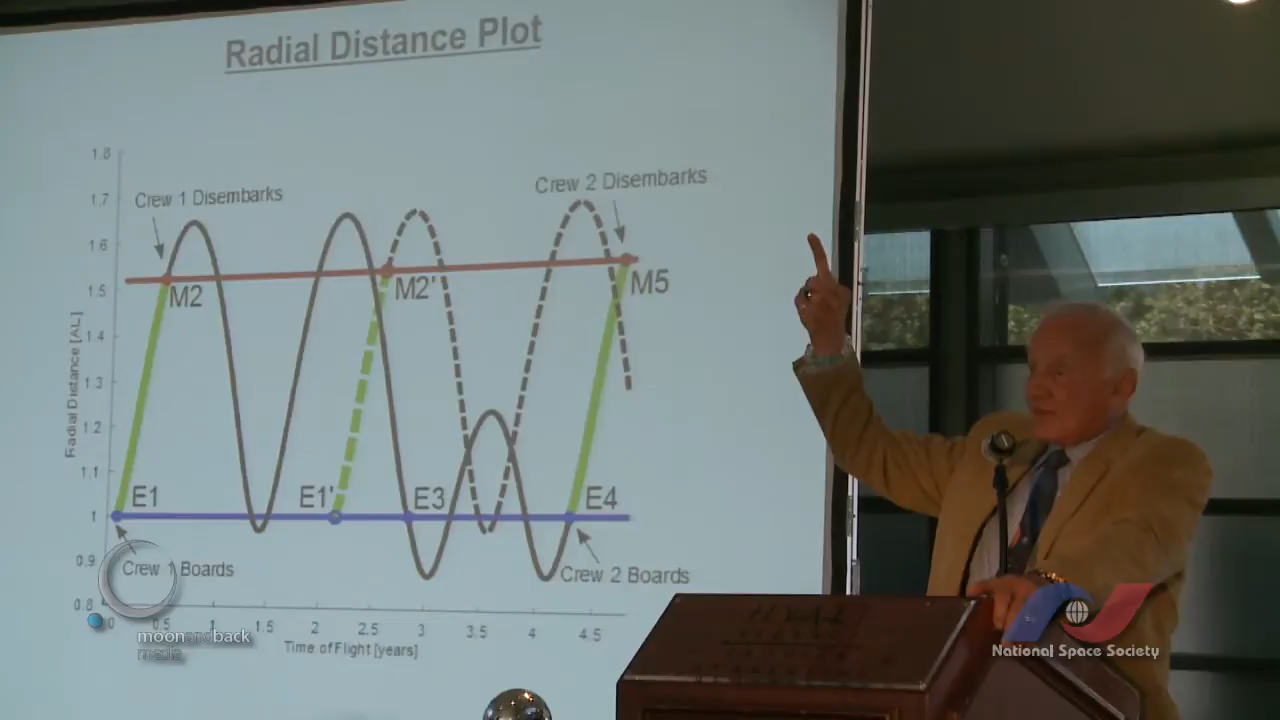 Radial Distance Plot
1.8
1.7
1.6
1.5
1.4
1.3
1.2
1.1
1
0.9
0.8
Radial Distance [AU]
Crew 1 Disembarks
Crew 2 Disembarks
M2
M2'
M5
E1
E1'
E3
E4
Crew 1 Boards
Crew 2 Boards
0
0.5
1
1.5
2
2.5
3
3.5
4
4.5
Time of Flight [years]
moonandback
media
National Space Society